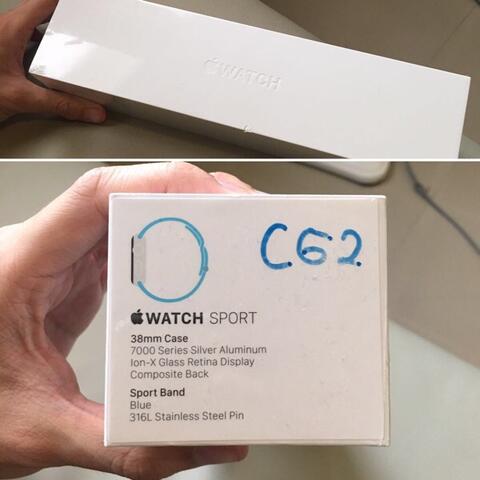 WATCH
C62
WATCH SPORT
38mm Case
7000 Series Silver Aluminum
Ion-X Glass Retina Display
Composite Back
Sport Band
Blue
316L Stainless Steel Pin